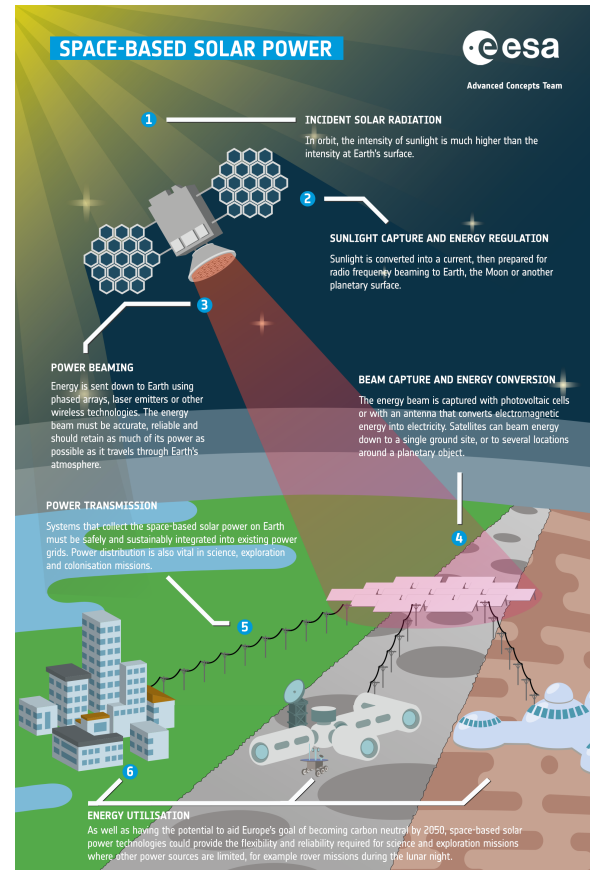 SPACE-BASED SOLAR POWER
esa
Advanced Concepts Team
1
INCIDENT SOLAR RADIATION
In orbit, the intensity of sunlight is much higher than the
intensity at Earth's surface.
2
SUNLIGHT CAPTURE AND ENERGY REGULATION
Sunlight is converted into a current, then prepared for
radio frequenty beaming to Earth, the Moon or another
planetary surface.
3
POWER BEAMING
Energy is sent down to Earth using
phased arrays, laser emitters or other
wireless technologies. The energy
beam must be accurate, reliable and
should retain as much of its power as
possible as it travels through Earth's
atmosphere.
BEAM CAPTURE AND ENERGY CONVERSION
The energy beam is captured with photovoltaic cells
or with an antenna that converts electromagnetic
energy into electricity. Satellites can beam energy
down to a single ground site, or to several locations
around a planetary object.
4
POWER TRANSMISSION
Systems that collect the space-based solar power on Earth
must be safely and sustainably integrated into existing power
grids. Power distribution is also vital in science, exploration
and colonisation missions.
5
6
ENERGY UTILISATION
As well as having the potential to aid Europe's goal of becoming carbon neutral by 2050, space-based solar
power technologies could provide the flexibility and reliability required for science and exploration missions
where other power sources are limited, for example rover missions during the lunar night.